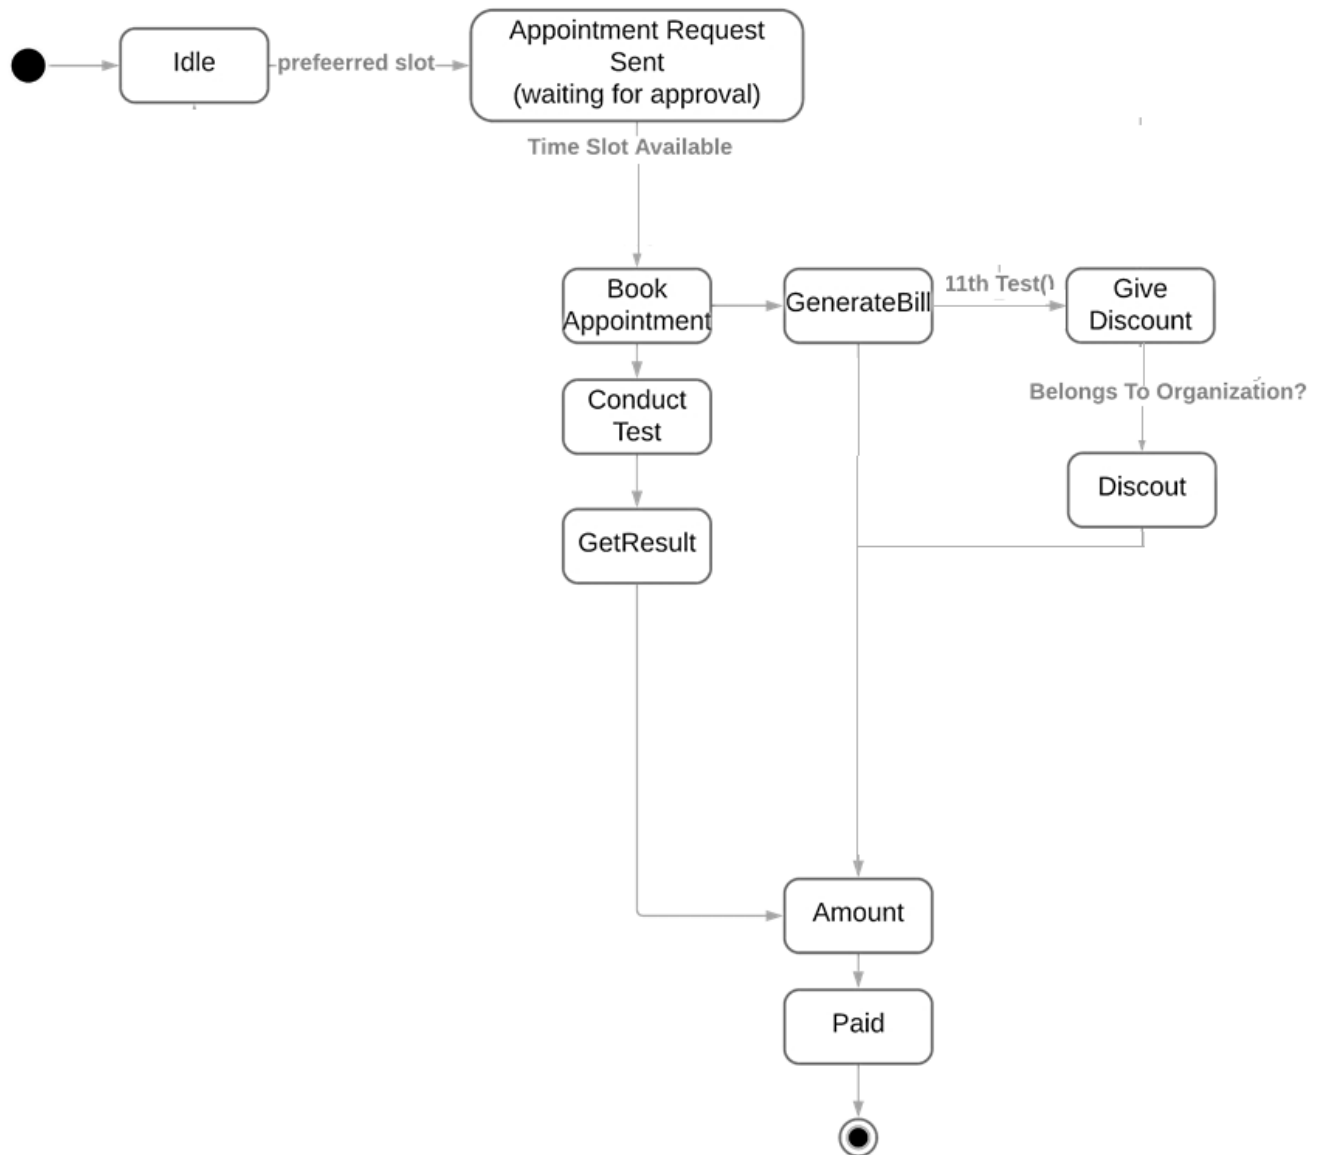 Idle
prefeerred slot
Appointment Request
Sent
(waiting for approval)
Time Slot Available
Book
Appointment
GenerateBill
11th Test()
Give
Discount
Belongs To Organization?
Conduct
Test
Discout
GetResult
Amount
Paid